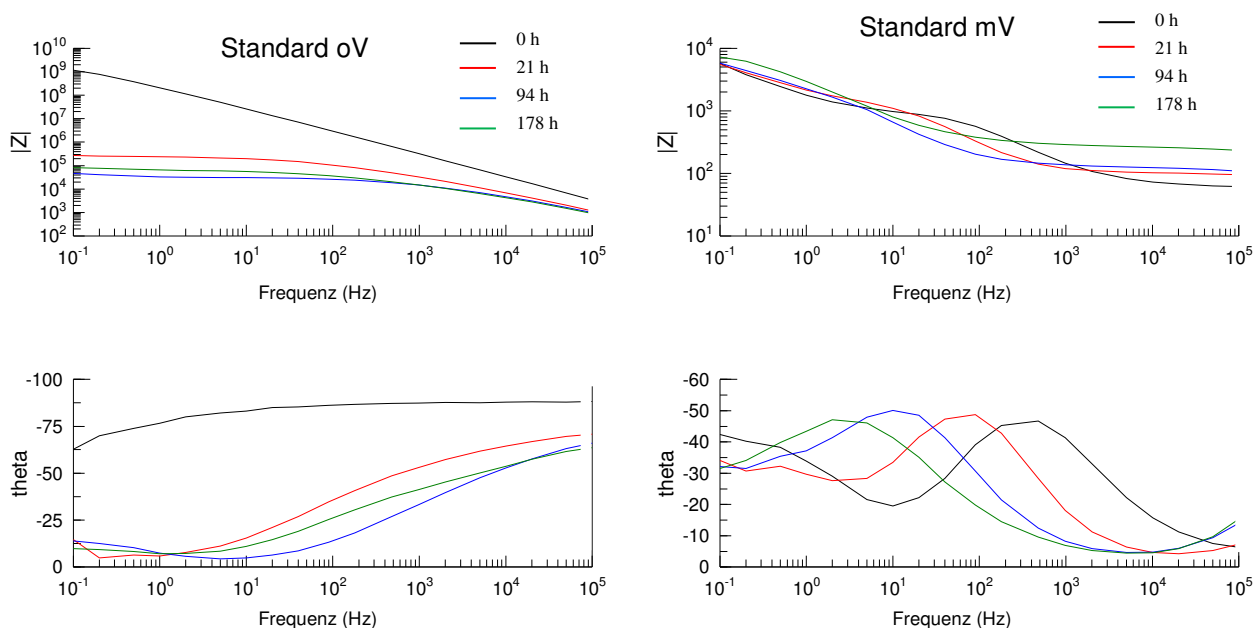 Standard oV
0 h
21 h
94 h
178 h
|Z|
10^10
10^9
10^8
10^7
10^6
10^5
10^4
10^3
10^2
10^-1 10^0 10^1 10^2 10^3 10^4 10^5
Frequenz (Hz)
Standard mV
0 h
21 h
94 h
178 h
|Z|
10^4
10^3
10^2
10^1
10^-1 10^0 10^1 10^2 10^3 10^4 10^5
Frequenz (Hz)
theta
-100
-75
-50
-25
0
10^-1 10^0 10^1 10^2 10^3 10^4 10^5
Frequenz (Hz)
theta
-60
-50
-40
-30
-20
-10
0
10^-1 10^0 10^1 10^2 10^3 10^4 10^5
Frequenz (Hz)